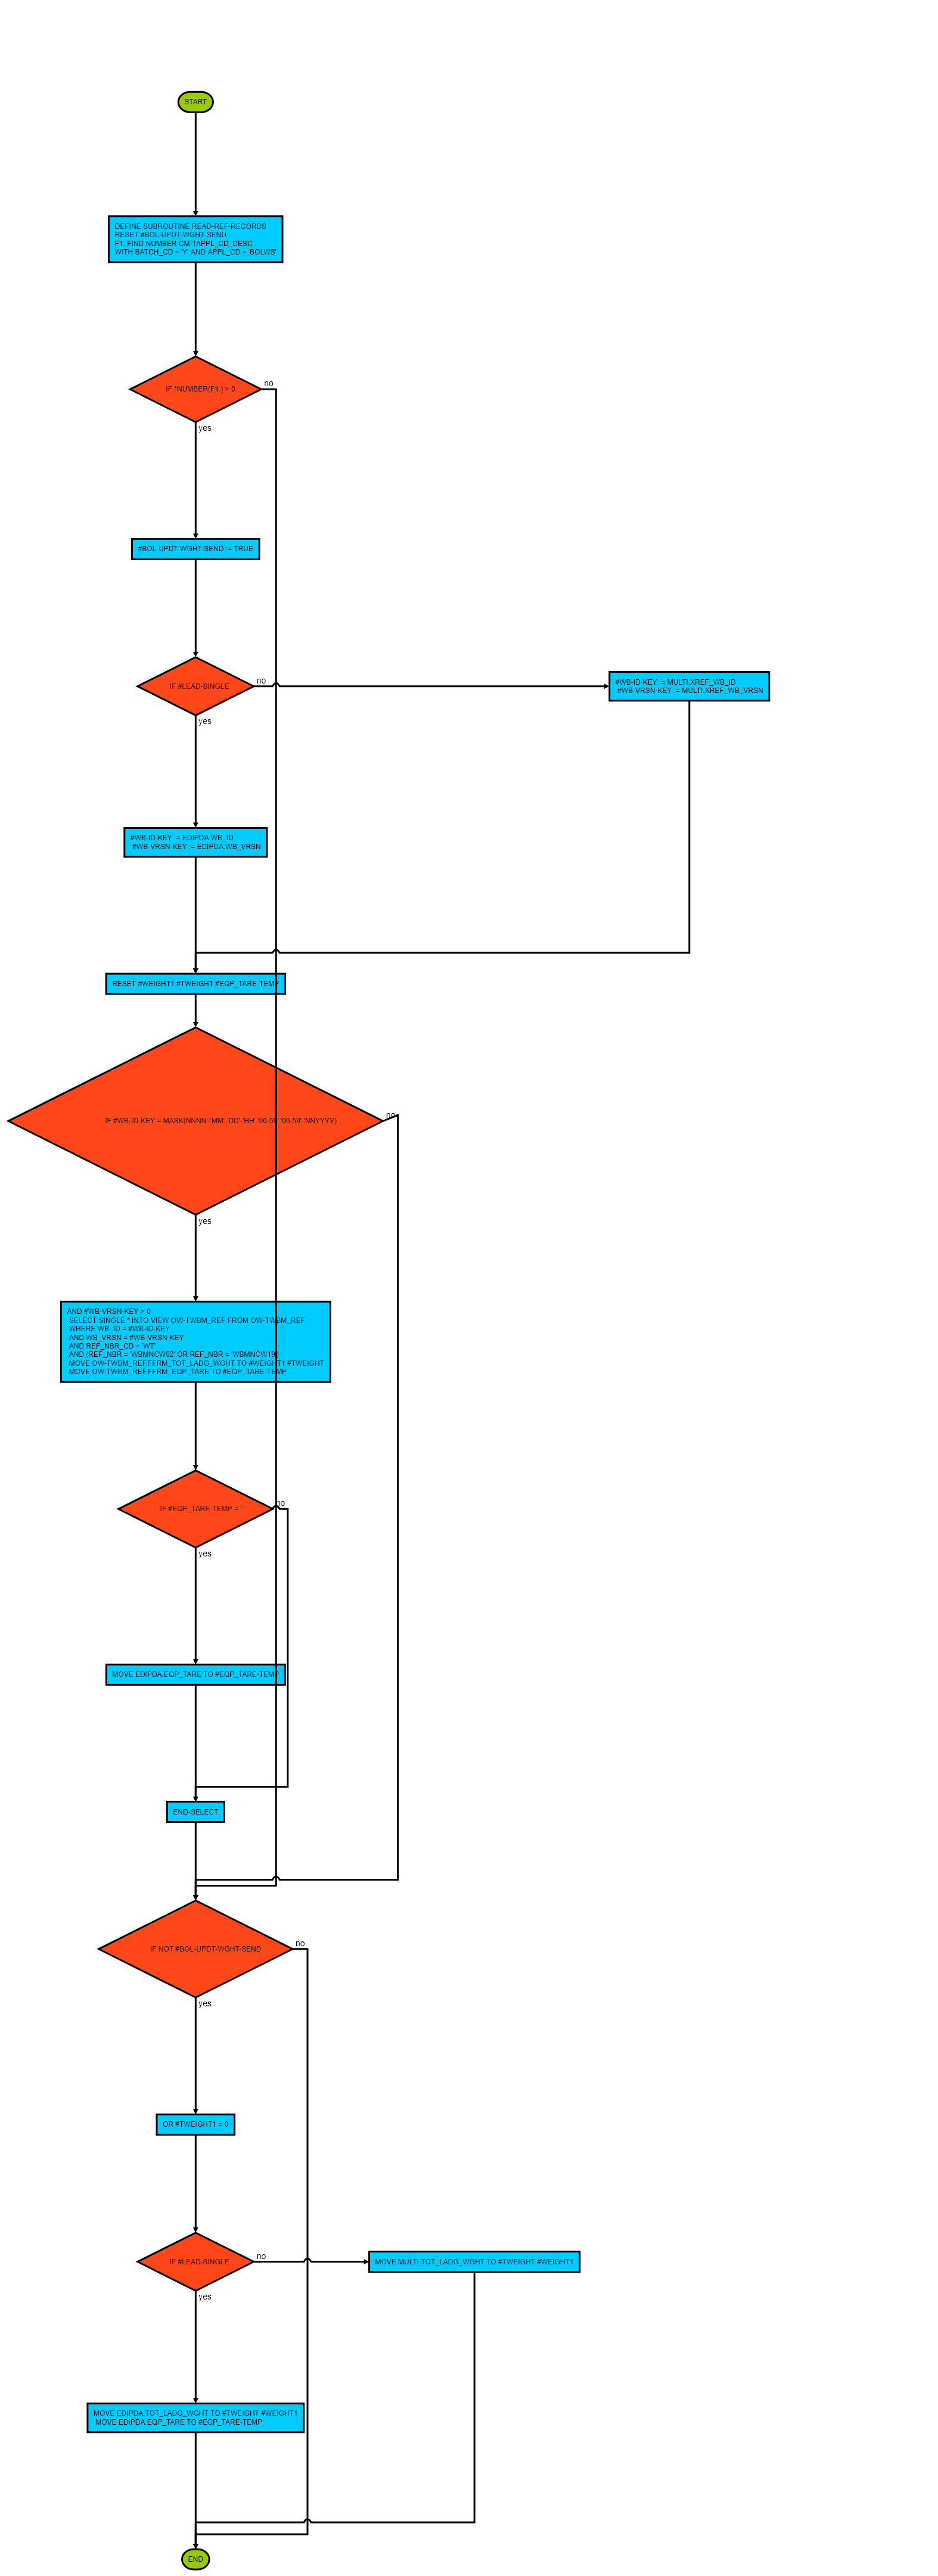 START
DEFINE SUBROUTINE READ-REF-RECORDS
RESET #BOL-UPDT-WGHT-SEND
F1. FIND NUMBER CM-TAPPL_CD_DESC
WITH BATCH_CD = 'Y' AND APPL_CD = 'BOLWS'
IF *NUMBER(F1.) > 0
no
yes
#BOL-UPDT-WGHT-SEND := TRUE
IF #LEAD-SINGLE
no
yes
#WB-ID-KEY := MULTI.XREF_WB_ID
#WB-VRSN-KEY := MULTI.XREF_WB_VRSN
#WB-ID-KEY := EDIPDA.WB_ID
#WB-VRSN-KEY := EDIPDA.WB_VRSN
RESET #WEIGHT1 #TWEIGHT #EQP_TARE-TEMP
IF #WB-ID-KEY = MASK(NNNN'-'MM'-'DD'-'HH'.'00-59'.'00-59'.'NNYYYY)
no
yes
AND #WB-VRSN-KEY > 0
SELECT SINGLE * INTO VIEW OW-TWBM_REF FROM OW-TWBM_REF
WHERE WB_ID = #WB-ID-KEY
AND WB_VRSN = #WB-VRSN-KEY
AND REF_NBR_CD = 'WT'
AND (REF_NBR = 'WBMNCW02' OR REF_NBR = 'WBMNCW19')
MOVE OW-TWBM_REF.FFRM_TOT_LADG_WGHT TO #WEIGHT1 #TWEIGHT
MOVE OW-TWBM_REF.FFRM_EQP_TARE TO #EQP_TARE-TEMP
IF #EQP_TARE-TEMP = ' '
no
yes
MOVE EDIPDA.EQP_TARE TO #EQP_TARE-TEMP
END-SELECT
IF NOT #BOL-UPDT-WGHT-SEND
no
yes
OR #TWEIGHT1 = 0
IF #LEAD-SINGLE
no
yes
MOVE MULTI.TOT_LADG_WGHT TO #TWEIGHT #WEIGHT1
MOVE EDIPDA.TOT_LADG_WGHT TO #TWEIGHT #WEIGHT1
MOVE EDIPDA.EQP_TARE TO #EQP_TARE-TEMP
END